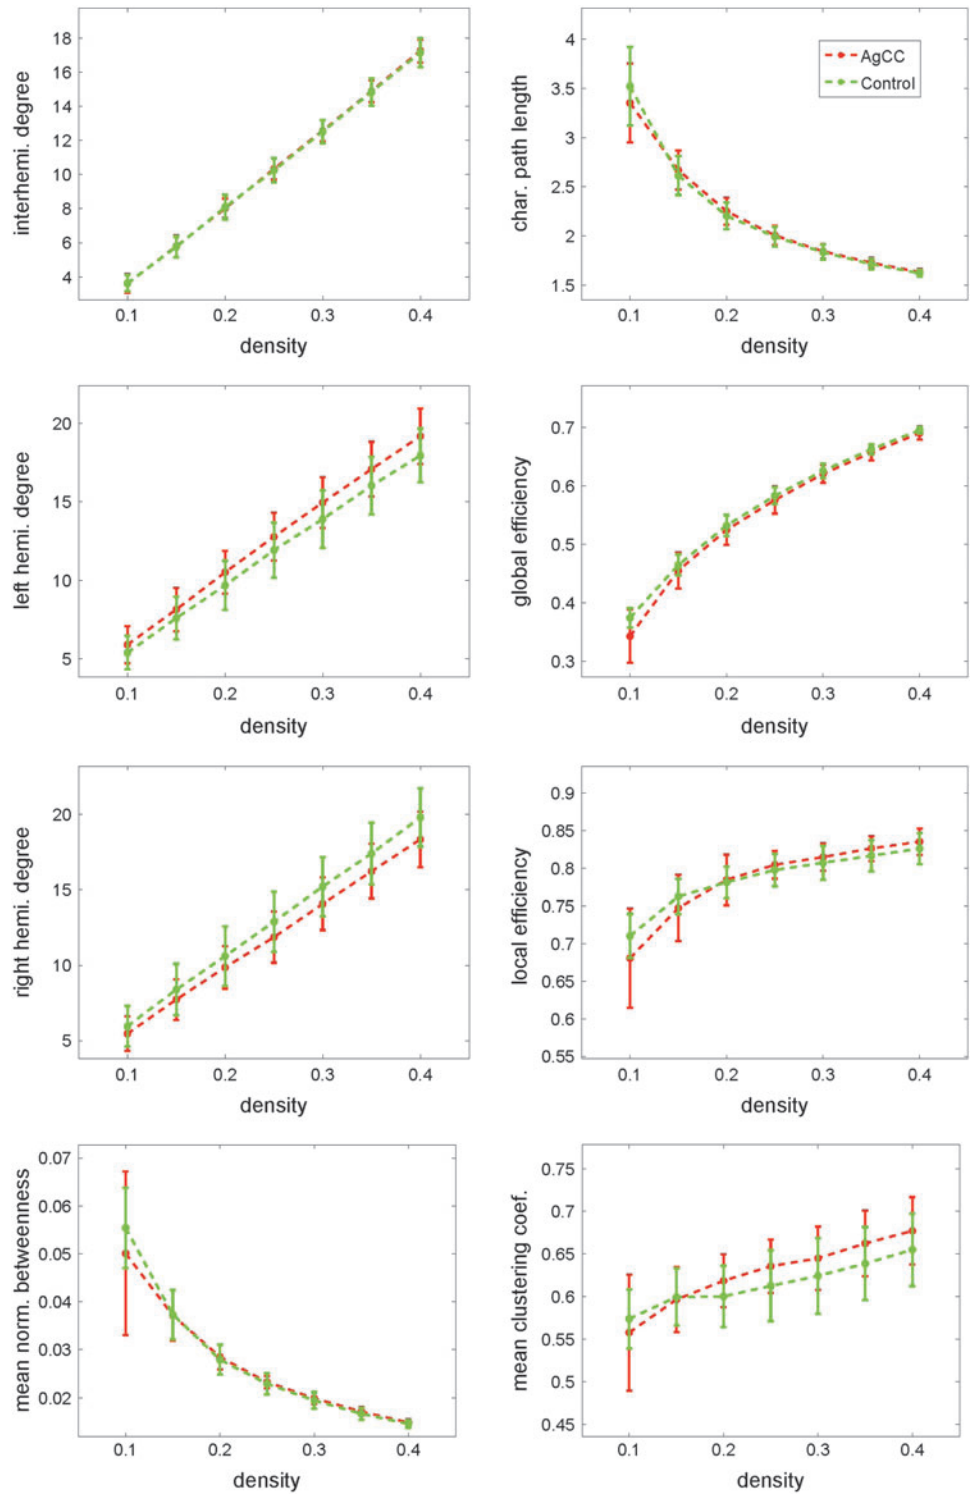 interhemi. degree
18
16
14
12
10
8
6
4
0.1 0.2 0.3 0.4
density
char. path length
4
3.5
3
2.5
2
1.5
AgCC
Control
0.1 0.2 0.3 0.4
density
left hemi. degree
20
15
10
5
0.1 0.2 0.3 0.4
density
global efficiency
0.7
0.6
0.5
0.4
0.3
0.1 0.2 0.3 0.4
density
right hemi. degree
20
15
10
5
0.1 0.2 0.3 0.4
density
local efficiency
0.9
0.85
0.8
0.75
0.7
0.65
0.6
0.55
0.1 0.2 0.3 0.4
density
mean norm. betweenness
0.07
0.06
0.05
0.04
0.03
0.02
0.1 0.2 0.3 0.4
density
mean clustering coef.
0.75
0.7
0.65
0.6
0.55
0.5
0.45
0.1 0.2 0.3 0.4
density